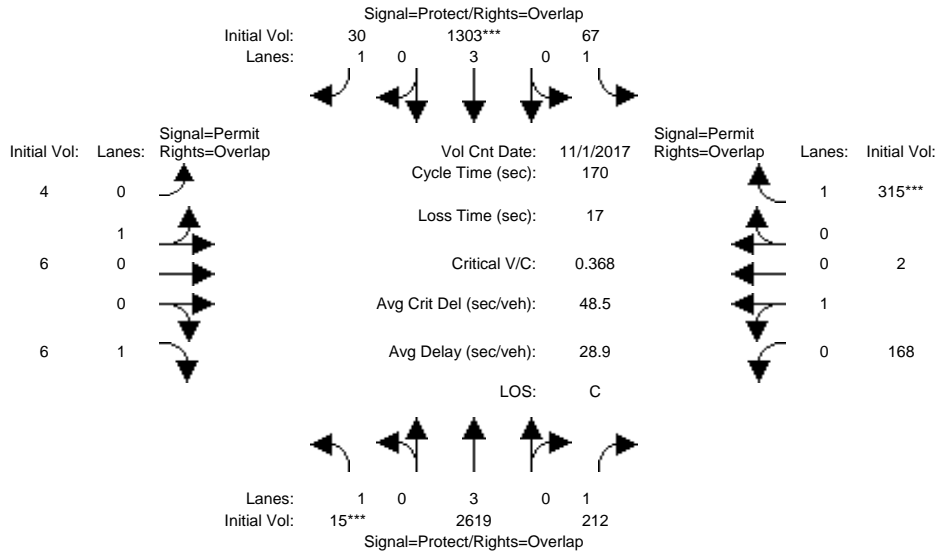 Signal=Protect/Rights=Overlap
Initial Vol: 30 1303*** 67
Lanes: 1 0 3 0 1
Signal=Permit
Initial Vol: Lanes: Rights=Overlap
Vol Cnt Date: 11/1/2017
Signal=Permit
Rights=Overlap Lanes: Initial Vol:
Cycle Time (sec): 170
4 0 1 315***
Loss Time (sec): 17
1 0
6 0 Critical V/C: 0.368 0 2
0 Avg Crit Del (sec/veh): 48.5 1
6 1 Avg Delay (sec/veh): 28.9 0 168
LOS: C
Lanes: 1 0 3 0 1
Initial Vol: 15*** 2619 212
Signal=Protect/Rights=Overlap